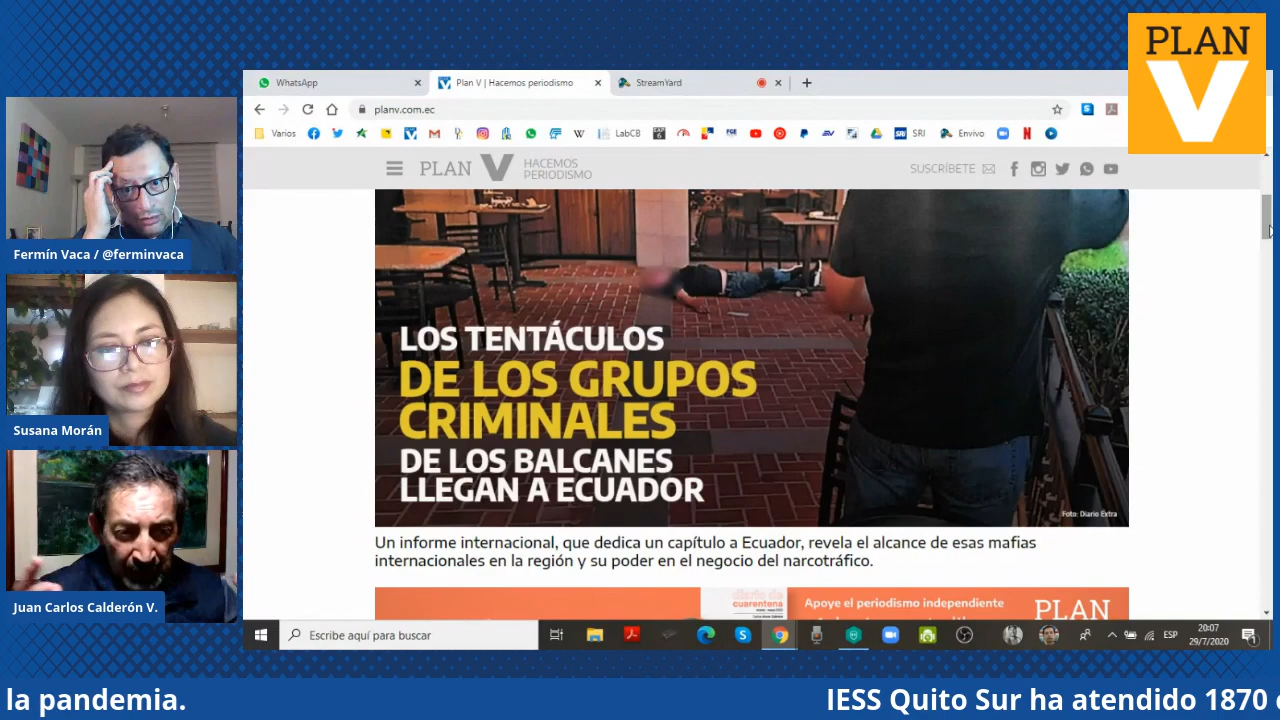 PLAN
V
WhatsApp
Plan V | Hacemos periodismo
StreamYard
planv.com.ec
Varios
LabCB
SRI
Envivo
PLAN V HACEMOS
PERIODISMO
SUSCRÍBETE
Fermín Vaca / @ferminvaca
Susana Morán
Juan Carlos Calderón V.
LOS TENTÁCULOS
DE LOS GRUPOS
CRIMINALES
DE LOS BALCANES
LLEGAN A ECUADOR
Foto: Diario Extra
Un informe internacional, que dedica un capítulo a Ecuador, revela el alcance de esas mafias
internacionales en la región y su poder en el negocio del narcotráfico.
diario de
cuarentena
Apoye el periodismo independiente
PLAN
Escribe aquí para buscar
ESP
20:07
29/7/2020
la pandemia.
IESS Quito Sur ha atendido 1870